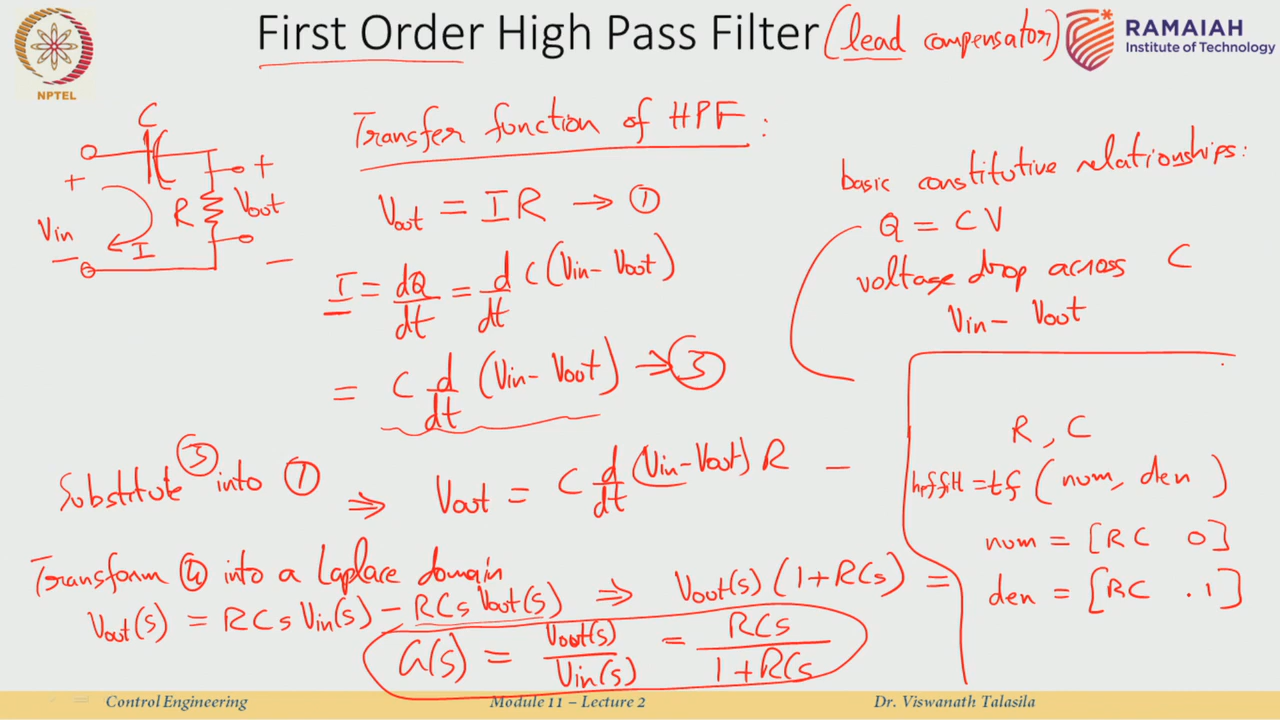 First Order High Pass Filter (lead compensator)
NPTEL
RAMAIAH
Institute of Technology
C
+
Vin
−
I
R
+
Vout
−
Transfer function of HPF :
Vout = IR → ①
I = dQ/dt = d/dt C(Vin − Vout)
= C d/dt (Vin − Vout) → ③
basic constitutive relationships:
Q = CV
voltage drop across C
Vin − Vout
Substitute ③ into ① ⇒ Vout = C d/dt (Vin − Vout) R −
Transform ④ into a Laplace domain
Vout(s) = RCs Vin(s) − RCs Vout(s) ⇒ Vout(s) (1+RCs) =
G(s) = Vout(s)/Vin(s) = RCs/1+RCs
R, C
= tf (num, den)
num = [RC 0]
den = [RC .1]
Control Engineering
Module 11 – Lecture 2
Dr. Viswanath Talasila